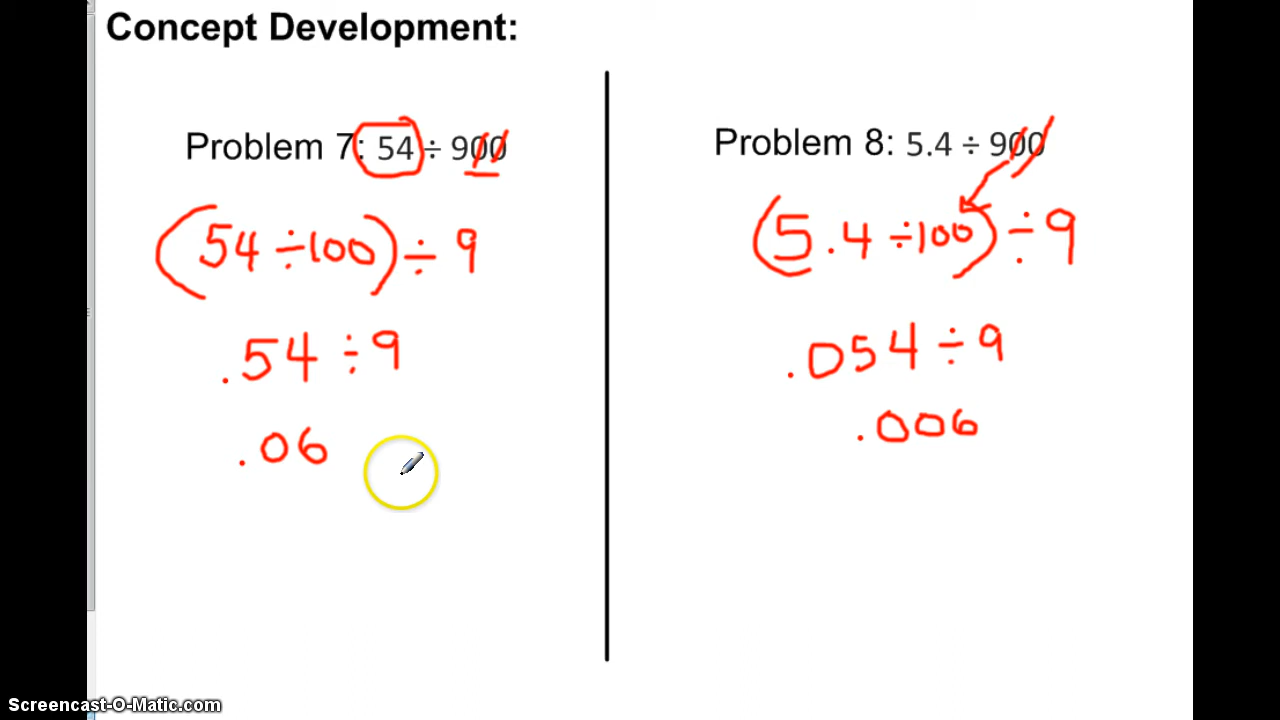 Concept Development:
Problem 7: 54 ÷ 900
(54 ÷100) ÷ 9
.54 ÷9
.06
Problem 8: 5.4 ÷ 900
(5.4 ÷100) ÷9
.054 ÷9
.006
Screencast-O-Matic.com